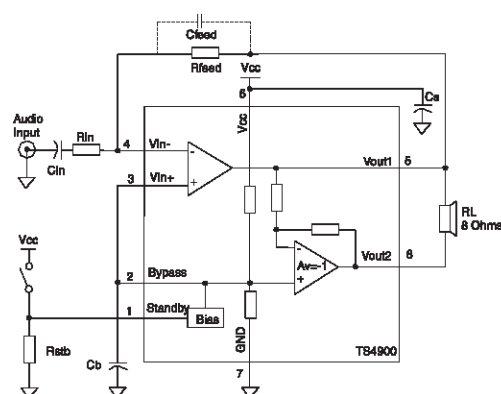 Cfeed
Rfeed
Vcc
6
Cs
Audio
Input
Rin
Cin
4
Vin-
-
Vcc
Vout1
5
3
Vin+
+
RL
8 Ohms
Vcc
-
Av=-1
+
Vout2
8
2
Bypass
1
Standby
Bias
Rstb
Cb
GND
TS4900
7